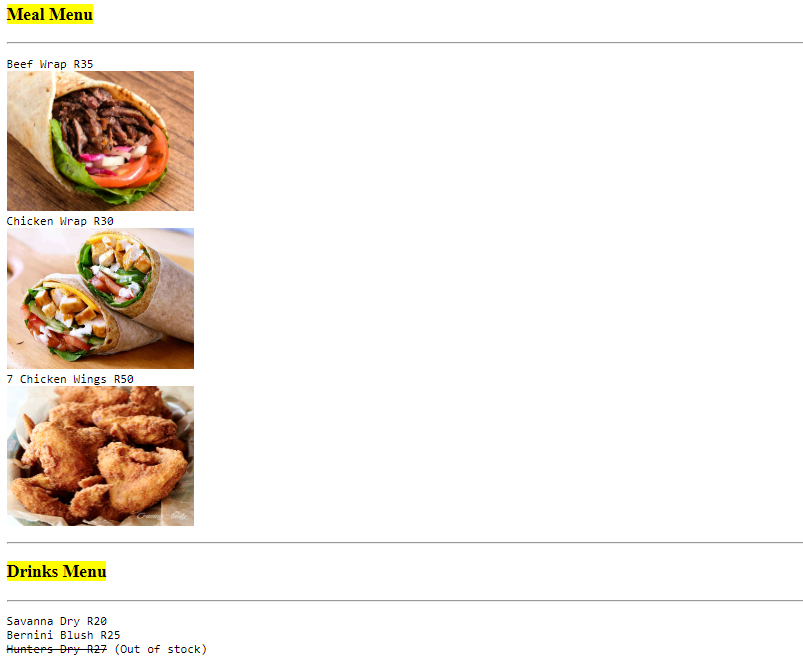 Meal Menu
Beef Wrap R35
Chicken Wrap R30
7 Chicken Wings R50
Drinks Menu
Savanna Dry R20
Bernini Blush R25
Hunters Dry R27 (Out of stock)